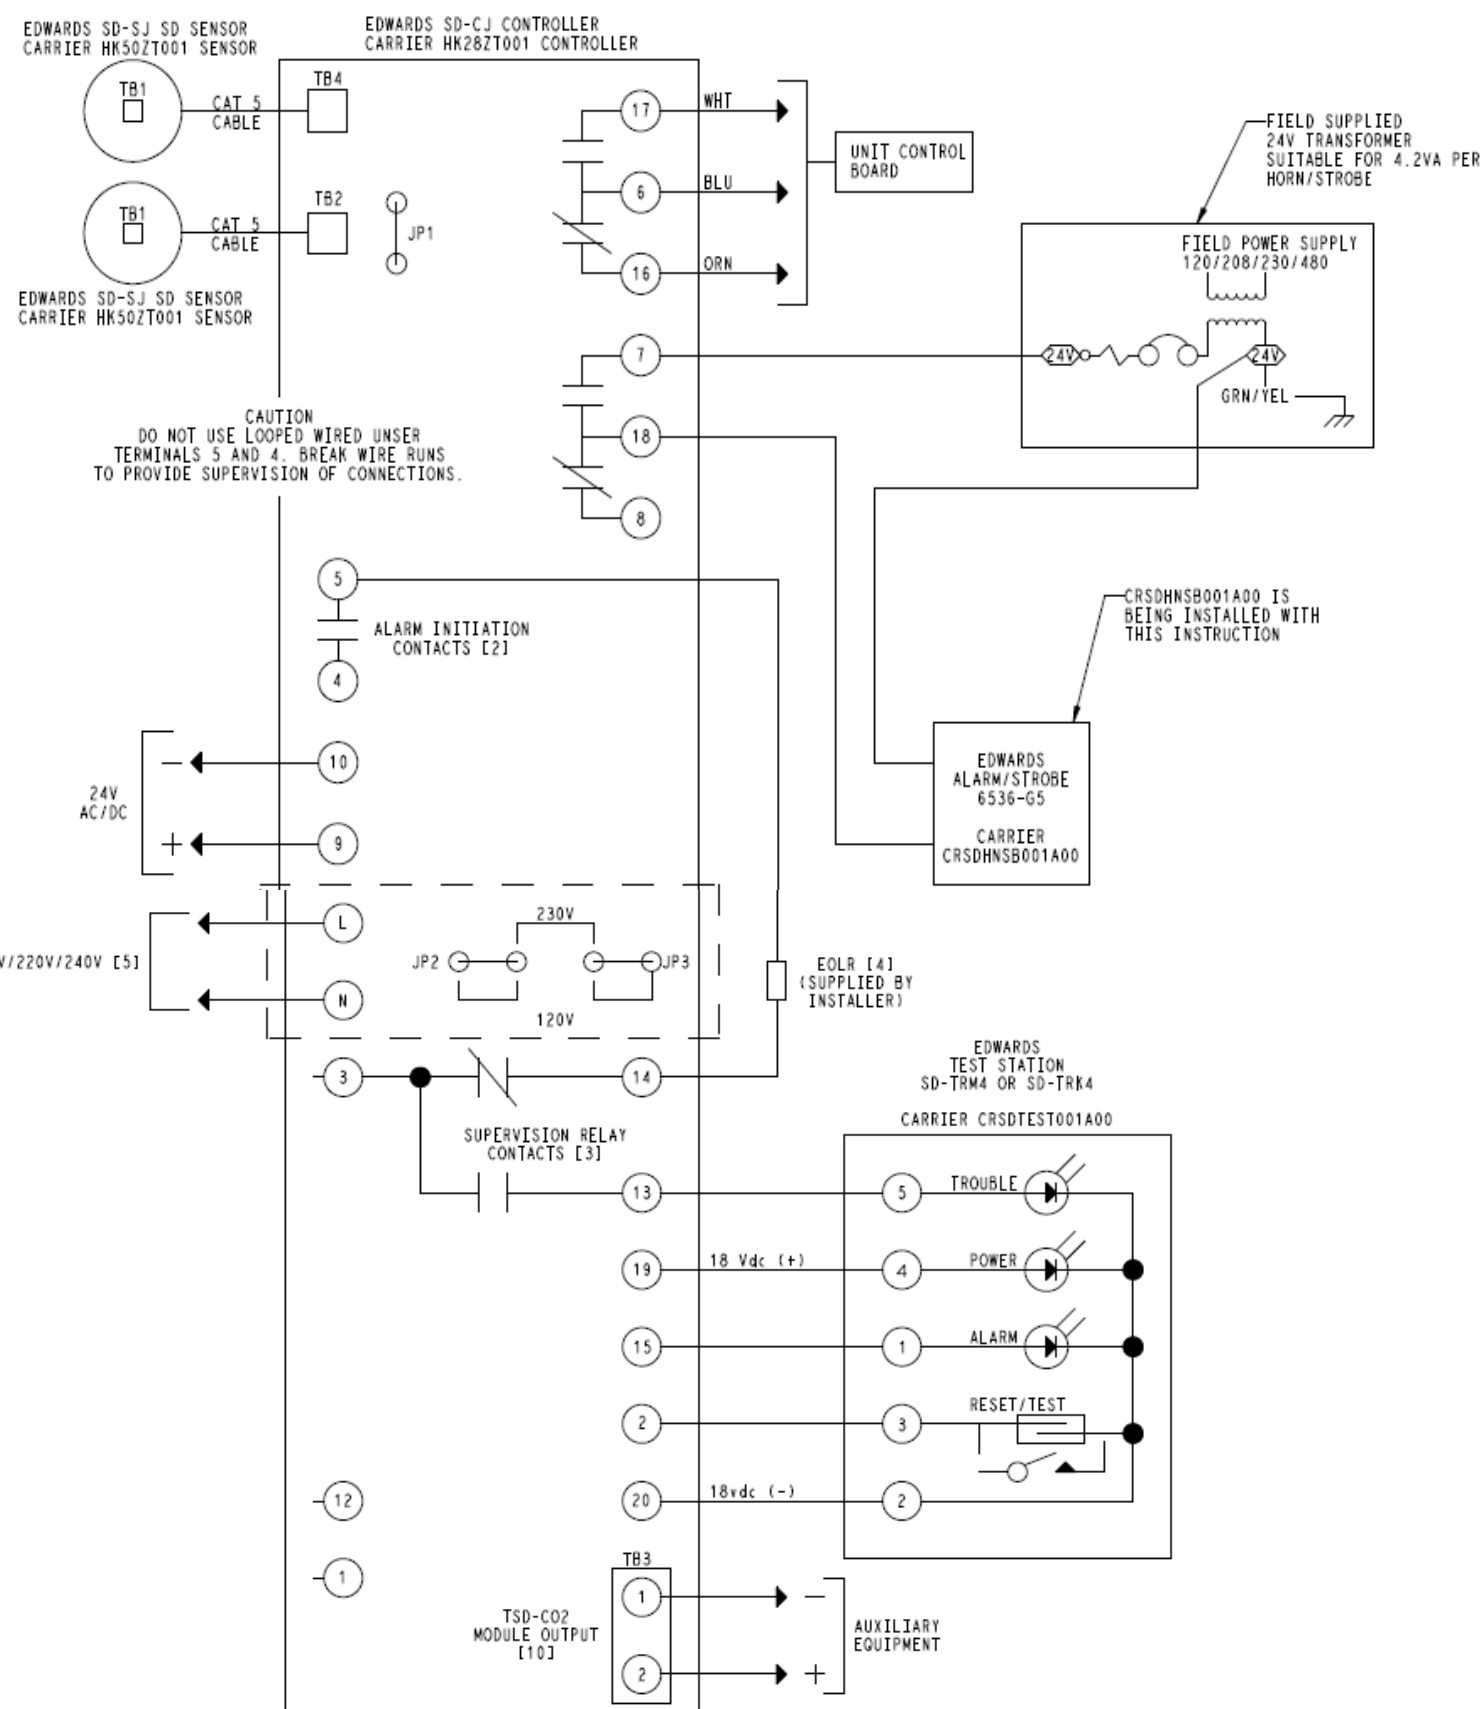 EDWARDS SD-SJ SD SENSOR
CARRIER HK50ZT001 SENSOR
EDWARDS SD-CJ CONTROLLER
CARRIER HK28ZT001 CONTROLLER
TB1
CAT 5
CABLE
TB4
17
WHT
6
BLU
16
ORN
UNIT CONTROL
BOARD
FIELD SUPPLIED
24V TRANSFORMER
SUITABLE FOR 4.2VA PER
HORN/STROBE
TB1
CAT 5
CABLE
TB2
JP1
EDWARDS SD-SJ SD SENSOR
CARRIER HK50ZT001 SENSOR
FIELD POWER SUPPLY
120/208/230/480
24V
24V
GRN/YEL
7
18
8
CAUTION
DO NOT USE LOOPED WIRED UNSER
TERMINALS 5 AND 4. BREAK WIRE RUNS
TO PROVIDE SUPERVISION OF CONNECTIONS.
5
ALARM INITIATION
CONTACTS [2]
4
CRSDHNSB001A00 IS
BEING INSTALLED WITH
THIS INSTRUCTION
24V
AC/DC
–
10
+
9
EDWARDS
ALARM/STROBE
6536-G5
CARRIER
CRSDHNSB001A00
V/220V/240V [5]
L
N
230V
JP2
JP3
120V
EOLR [4]
(SUPPLIED BY
INSTALLER)
3
14
SUPERVISION RELAY
CONTACTS [3]
EDWARDS
TEST STATION
SD-TRM4 OR SD-TRK4
CARRIER CRSDTEST001A00
13
5
TROUBLE
19
18 Vdc (+)
4
POWER
15
1
ALARM
2
3
RESET/TEST
12
20
18vdc (-)
2
1
TB3
TSD-CO2
MODULE OUTPUT
[10]
1
–
2
+
AUXILIARY
EQUIPMENT